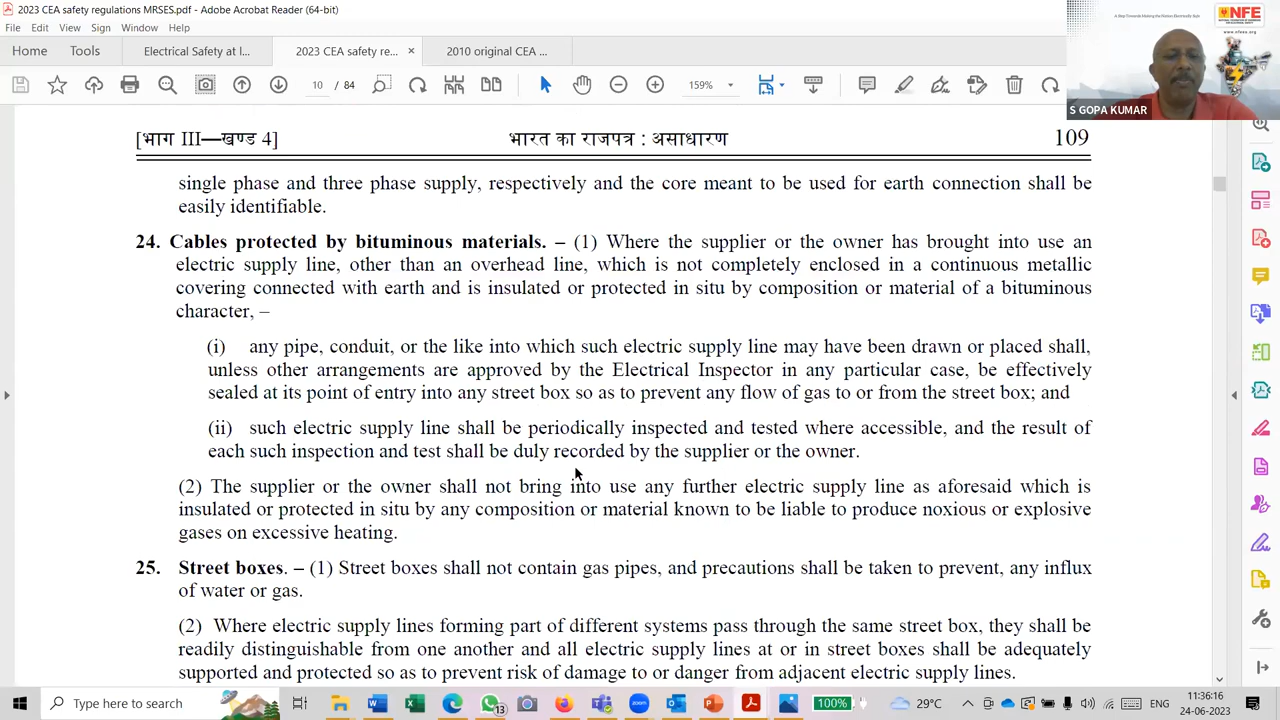 2023 CEA safety regulations MRSES.pdf - Adobe Acrobat Reader (64-bit)
File Edit View Sign Window Help
Home Tools Electrical Safety at I... 2023 CEA safety re... × 2010 original
10 / 84 159%
A Step Towards Making the Nation Electrically Safe
NFE
www.nfees.org
S GOPA KUMAR
[भाग III—खण्ड 4] भारत का राजपत्र : असाधारण 109
single phase and three phase supply, respectively and the core meant to be used for earth connection shall be
easily identifiable.
24. Cables protected by bituminous materials. - (1) Where the supplier or the owner has brought into use an
electric supply line, other than an overhead line, which is not completely enclosed in a continuous metallic
covering connected with earth and is insulated or protected in situ by composition or material of a bituminous
character, –
(i) any pipe, conduit, or the like into which such electric supply line may have been drawn or placed shall,
unless other arrangements are approved by the Electrical Inspector in any particular case, be effectively
sealed at its point of entry into any street box so as to prevent any flow of gas to or from the street box; and
(ii) such electric supply line shall be periodically inspected and tested where accessible, and the result of
each such inspection and test shall be duly recorded by the supplier or the owner.
(2) The supplier or the owner shall not bring into use any further electric supply line as aforesaid which is
insulated or protected in situ by any composition or material known to be liable to produce noxious or explosive
gases on excessive heating.
25. Street boxes. – (1) Street boxes shall not contain gas pipes, and precautions shall be taken to prevent, any influx
of water or gas.
(2) Where electric supply lines forming part of different systems pass through the same street box, they shall be
readily distinguishable from one another and all electric supply lines at or in street boxes shall be adequately
supported and protected so as to prevent risk of damage to or danger from adjacent electric supply lines.
Type here to search 100% 29°C ENG
11:36:16
24-06-2023